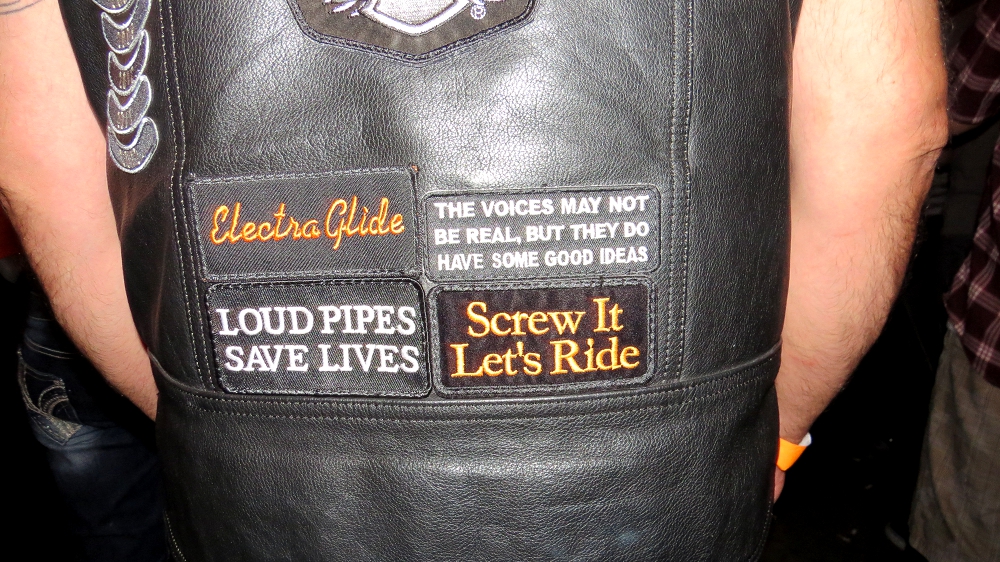 Electra Glide
THE VOICES MAY NOT
BE REAL, BUT THEY DO
HAVE SOME GOOD IDEAS
LOUD PIPES
SAVE LIVES
Screw It
Let's Ride